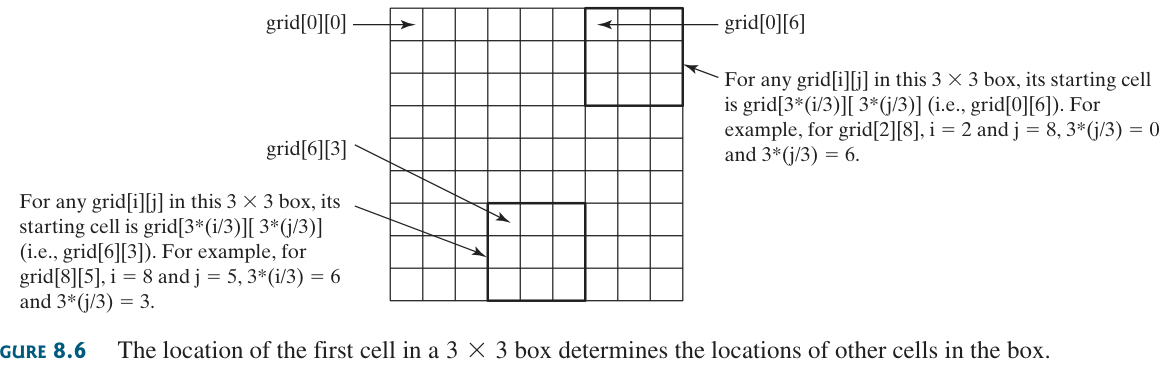 grid[0][0]
grid[0][6]
For any grid[i][j] in this 3 × 3 box, its starting cell
is grid[3*(i/3)][ 3*(j/3)] (i.e., grid[0][6]). For
example, for grid[2][8], i = 2 and j = 8, 3*(j/3) = 0
and 3*(j/3) = 6.
grid[6][3]
For any grid[i][j] in this 3 × 3 box, its
starting cell is grid[3*(i/3)][ 3*(j/3)]
(i.e., grid[6][3]). For example, for
grid[8][5], i = 8 and j = 5, 3*(i/3) = 6
and 3*(j/3) = 3.
GURE 8.6 The location of the first cell in a 3 × 3 box determines the locations of other cells in the box.